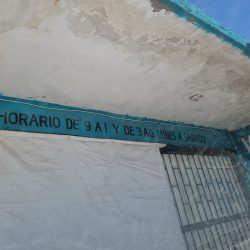 HORARIO DE 9 A 1 Y DE 3 A 6 LUNES A SABADO